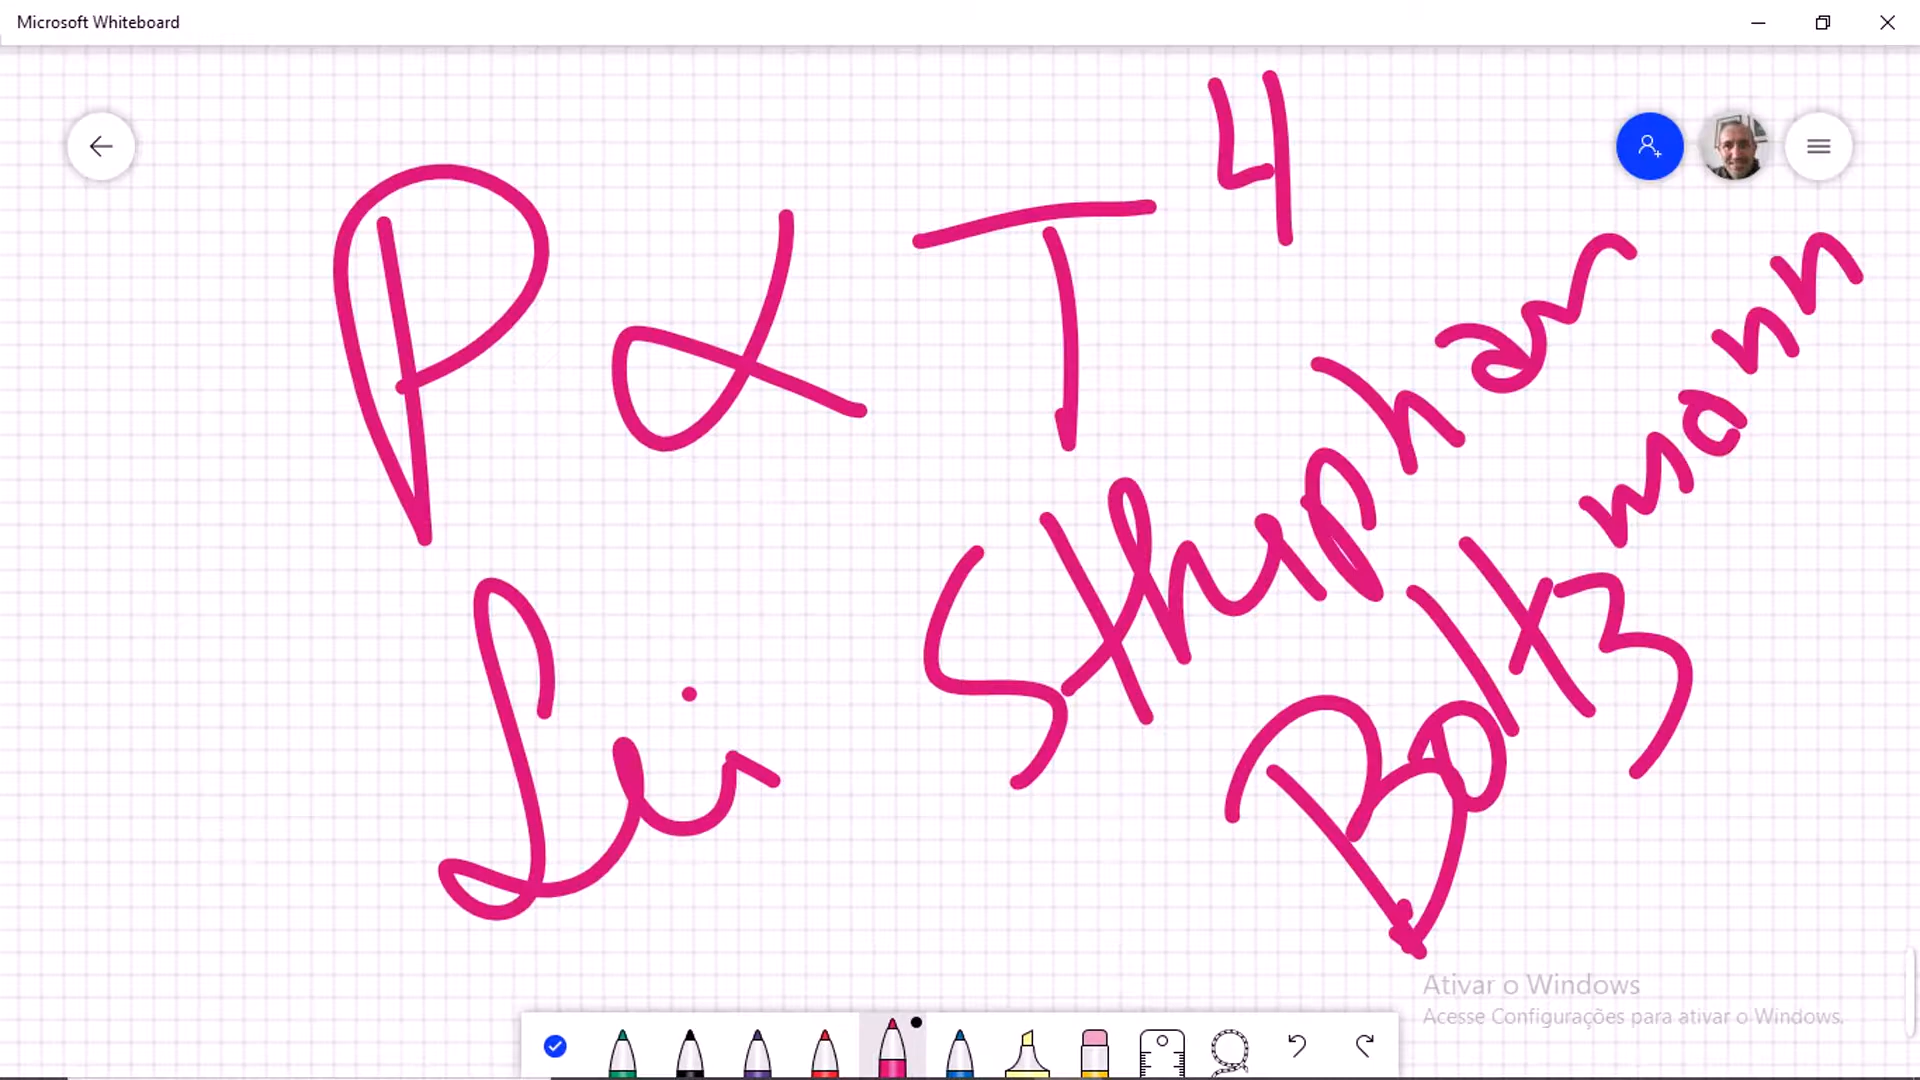 Microsoft Whiteboard
P α T⁴
Lei
Stephan
Boltzmann
Ativar o Windows
Acesse Configurações para ativar o Windows.